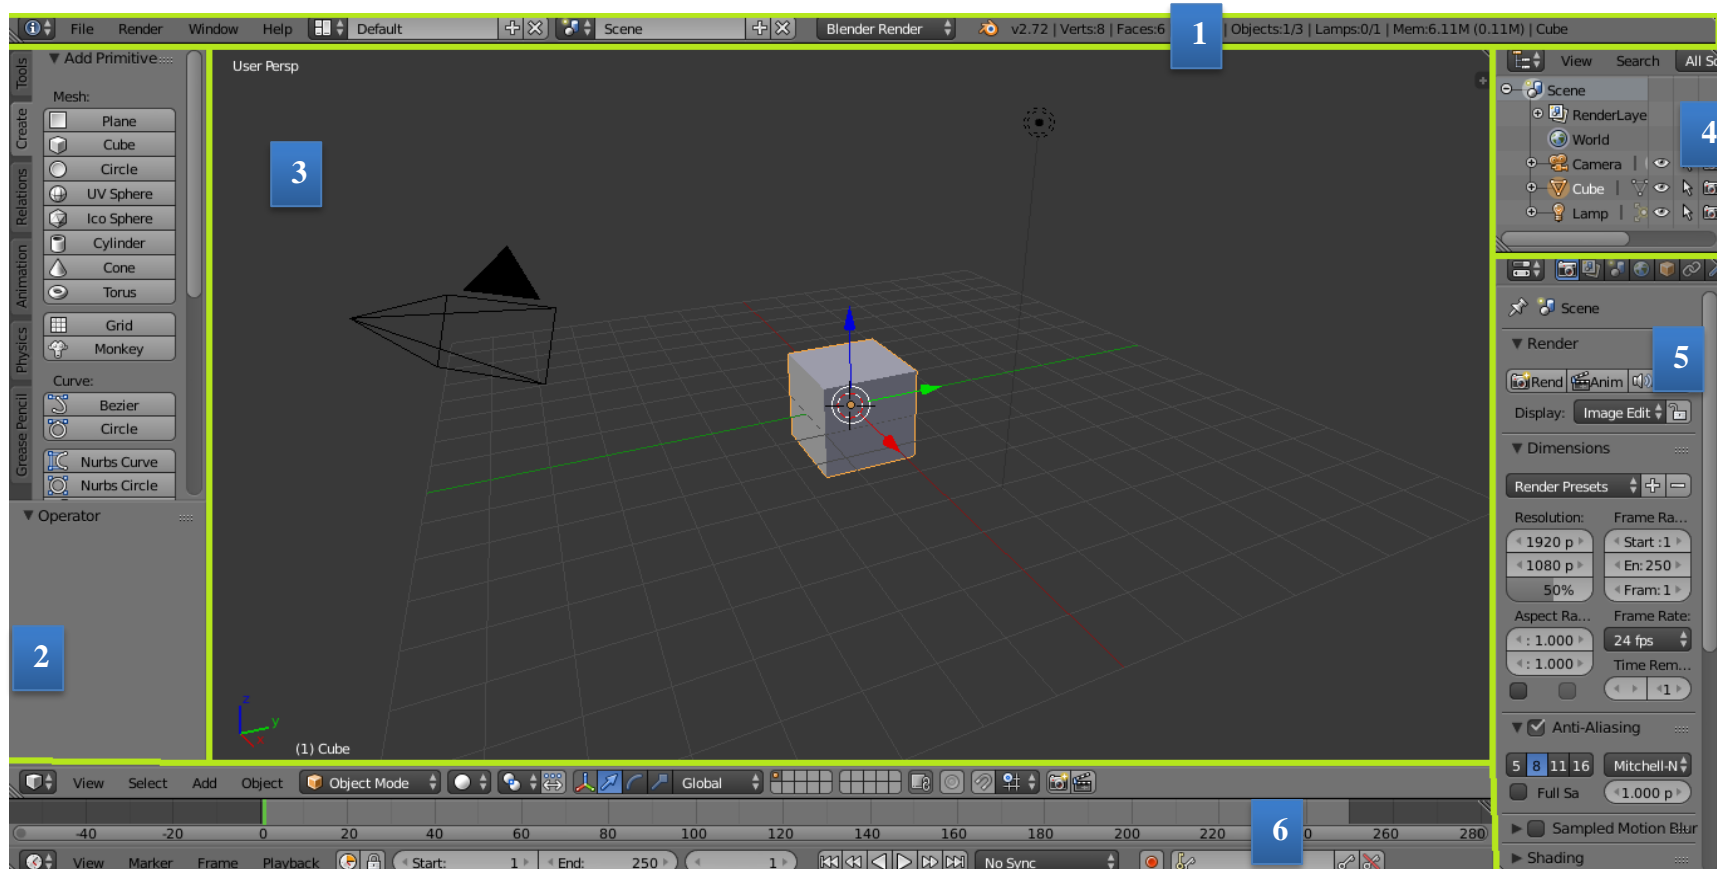 File Render Window Help Default Scene Blender Render v2.72 | Verts:8 | Faces:6 | Objects:1/3 | Lamps:0/1 | Mem:6.11M (0.11M) | Cube
1
Tools
Create
Relations
Animation
Physics
Grease Pencil
Add Primitive
Mesh:
Plane
Cube
Circle
UV Sphere
Ico Sphere
Cylinder
Cone
Torus
Grid
Monkey
Curve:
Bezier
Circle
Nurbs Curve
Nurbs Circle
Operator
2
User Persp
3
z
y
x
(1) Cube
View Search All Sc
Scene
RenderLaye
World
Camera
Cube
Lamp
4
Scene
Render
5
Rend Anim
Display: Image Edit
Dimensions
Render Presets
Resolution: Frame Ra...
1920 p Start :1
1080 p En: 250
50% Fram: 1
Aspect Ra... Frame Rate:
: 1.000 24 fps
: 1.000 Time Rem...
1
Anti-Aliasing
5 8 11 16 Mitchell-N
Full Sa 1.000 p
Sampled Motion Blur
Shading
View Select Add Object Object Mode Global
-40 -20 0 20 40 60 80 100 120 140 160 180 200 220 0 260 280
6
View Marker Frame Playback Start: 1 End: 250 1 No Sync